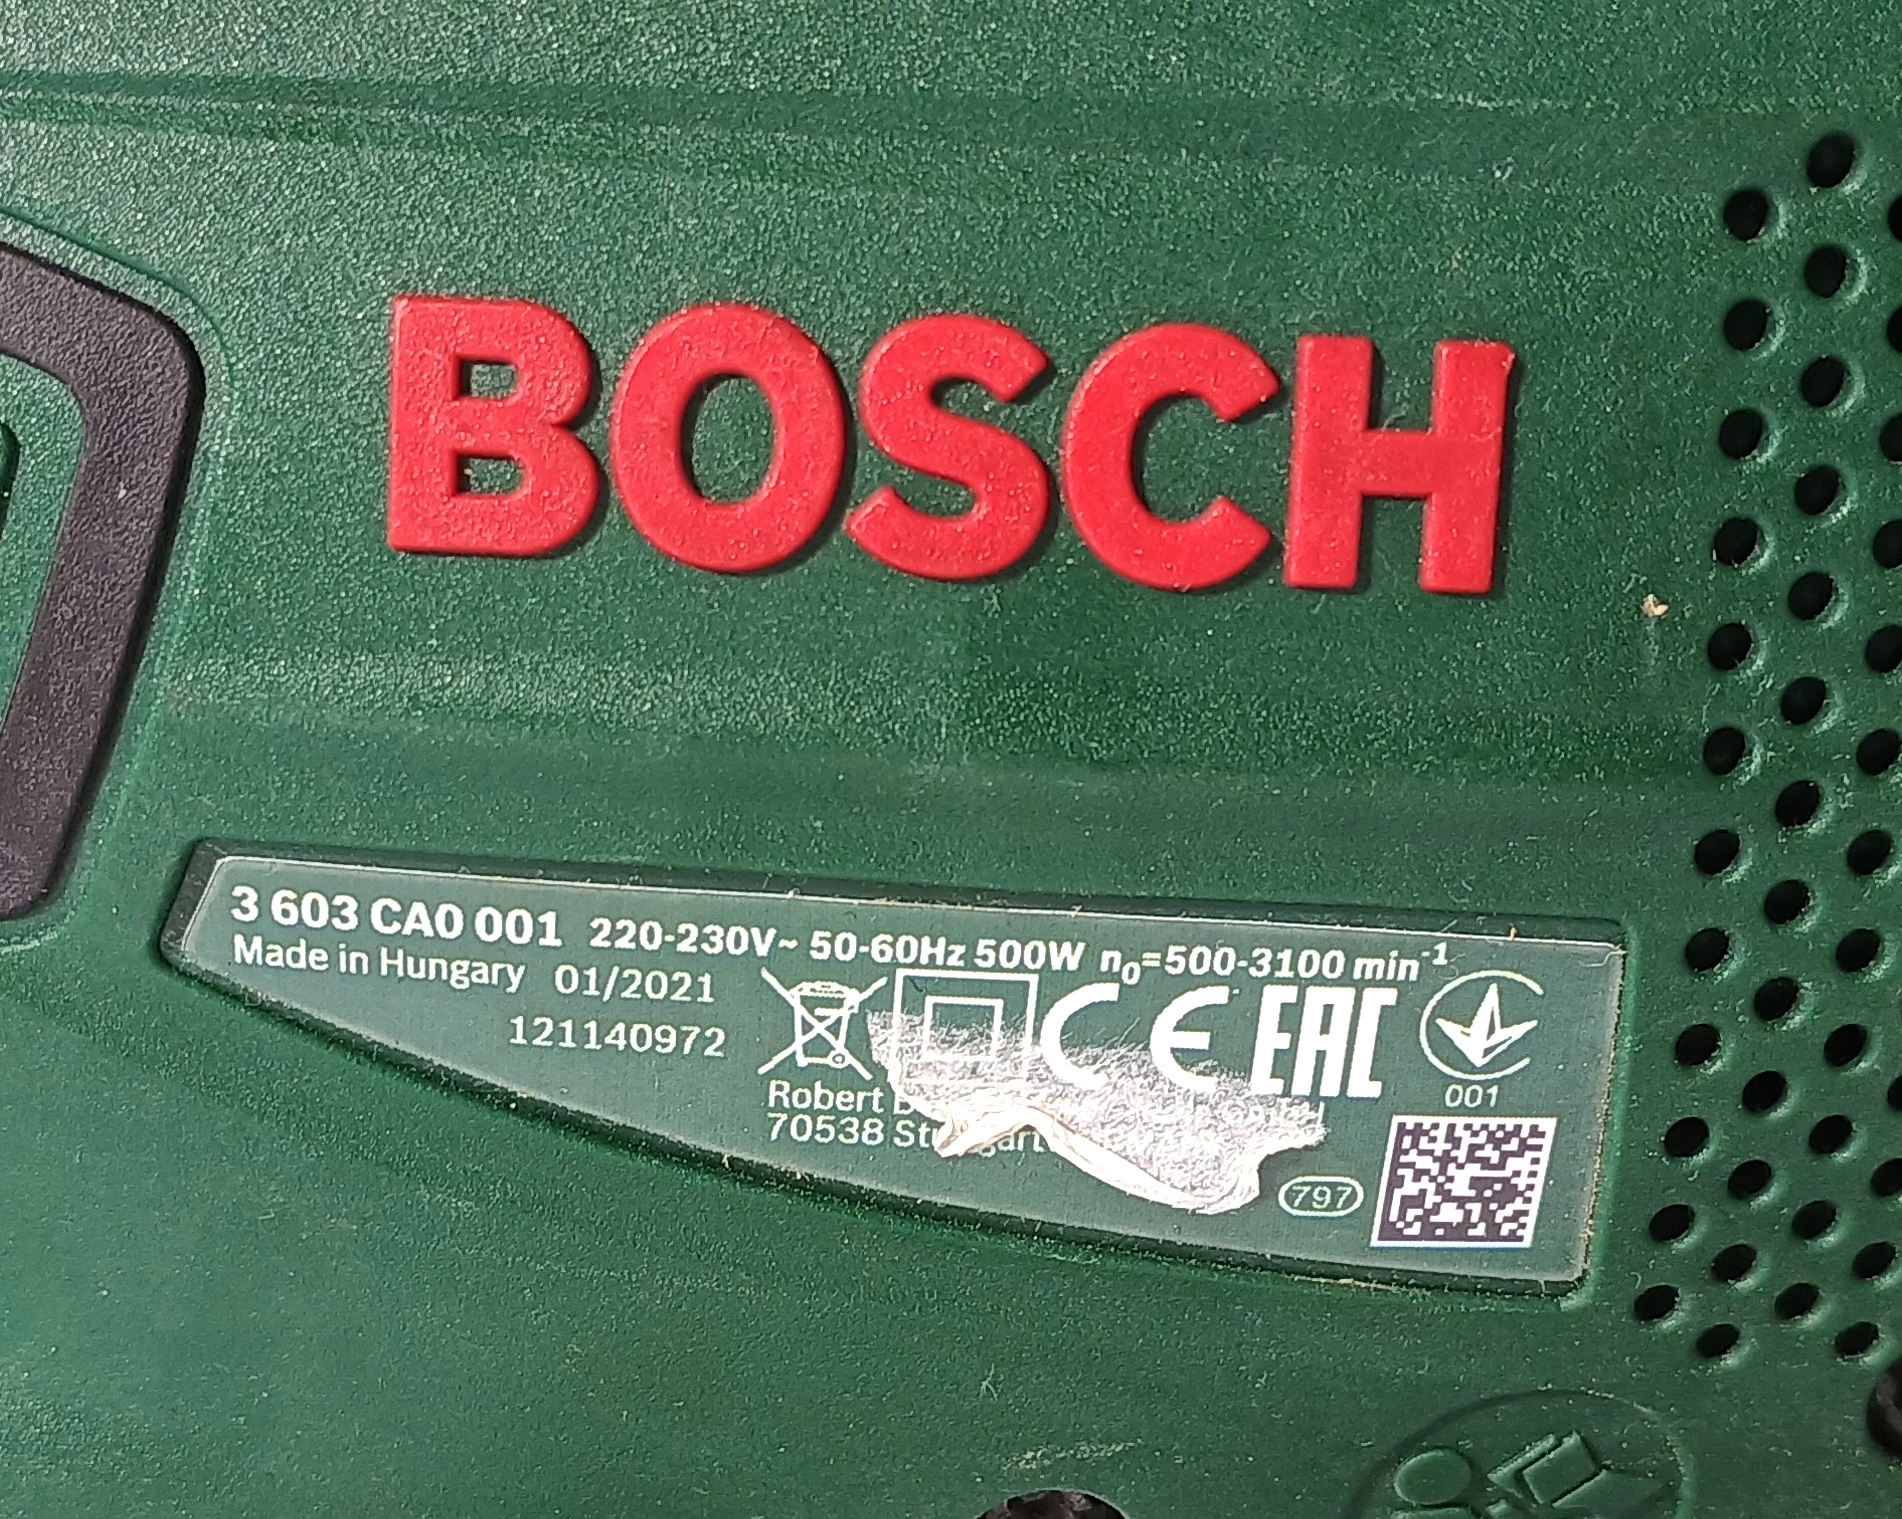 BOSCH
3 603 CA0 001 220-230V~ 50-60Hz 500W n₀=500-3100 min⁻¹
Made in Hungary 01/2021
121140972
CE EAC
001
Robert
70538
797